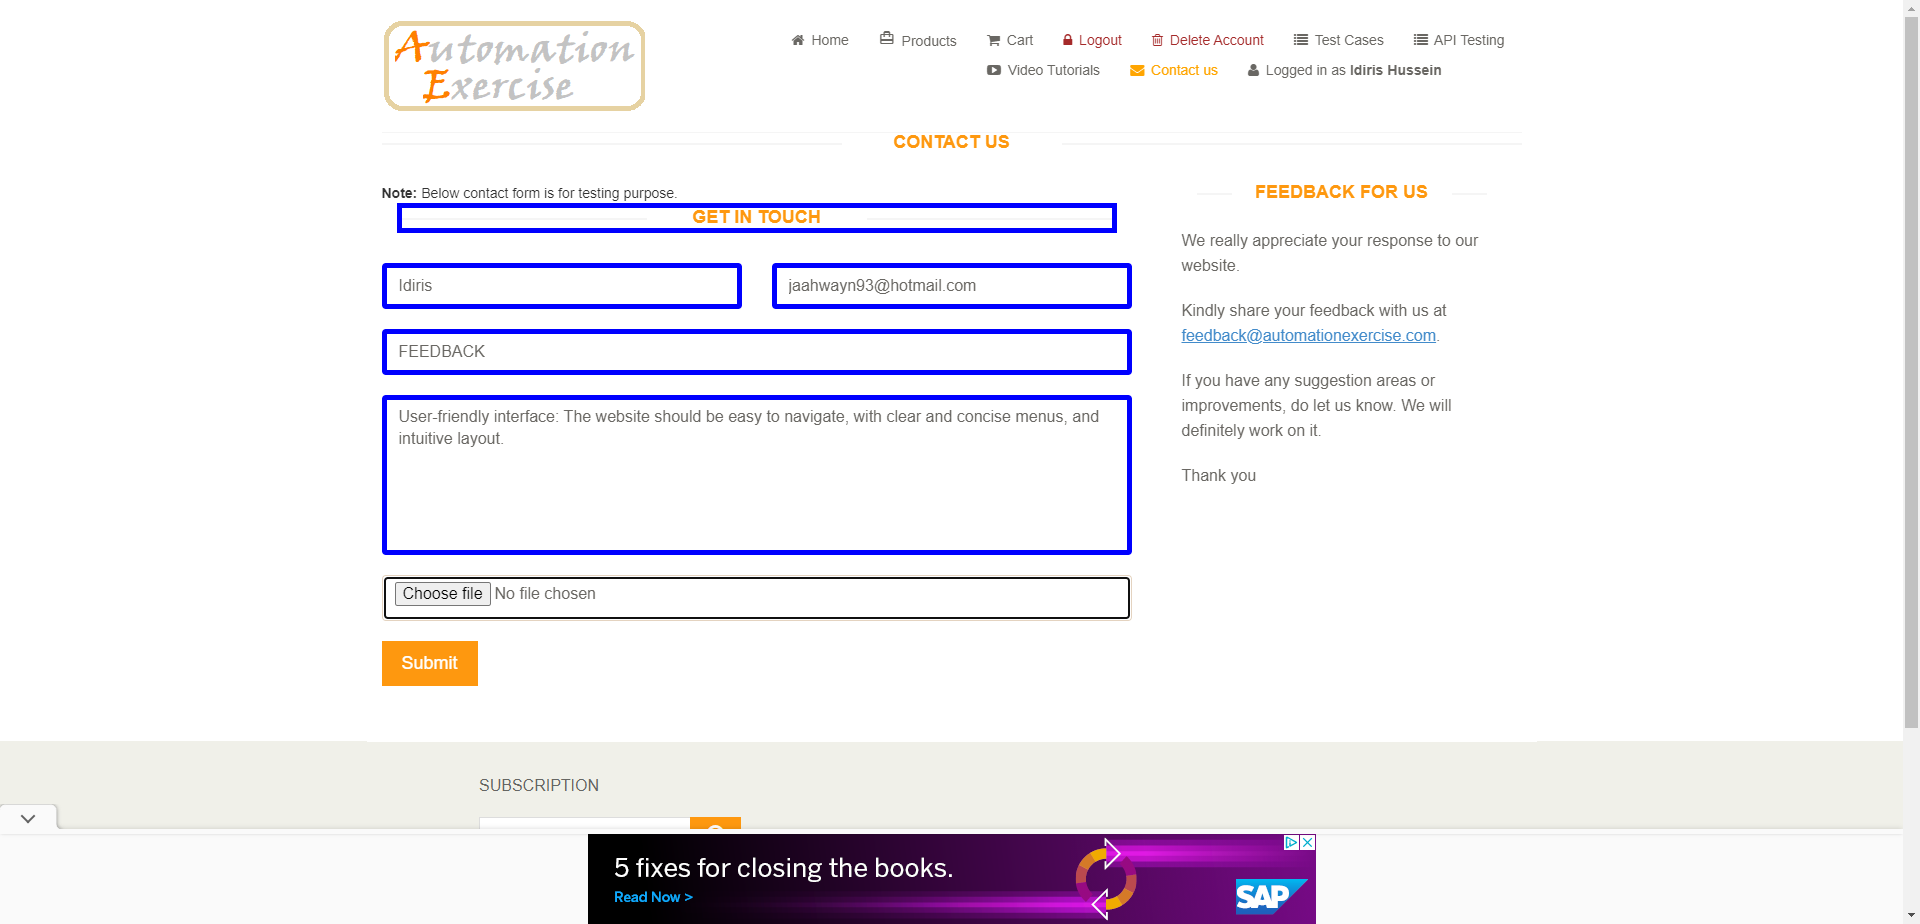 Automation
Exercise
Home
Products
Cart
Logout
Delete Account
Test Cases
API Testing
Video Tutorials
Contact us
Logged in as Idiris Hussein
CONTACT US
Note: Below contact form is for testing purpose.
GET IN TOUCH
Idiris
jaahwayn93@hotmail.com
FEEDBACK
User-friendly interface: The website should be easy to navigate, with clear and concise menus, and
intuitive layout.
Choose file No file chosen
Submit
FEEDBACK FOR US
We really appreciate your response to our
website.
Kindly share your feedback with us at
feedback@automationexercise.com.
If you have any suggestion areas or
improvements, do let us know. We will
definitely work on it.
Thank you
SUBSCRIPTION
5 fixes for closing the books.
Read Now >
SAP